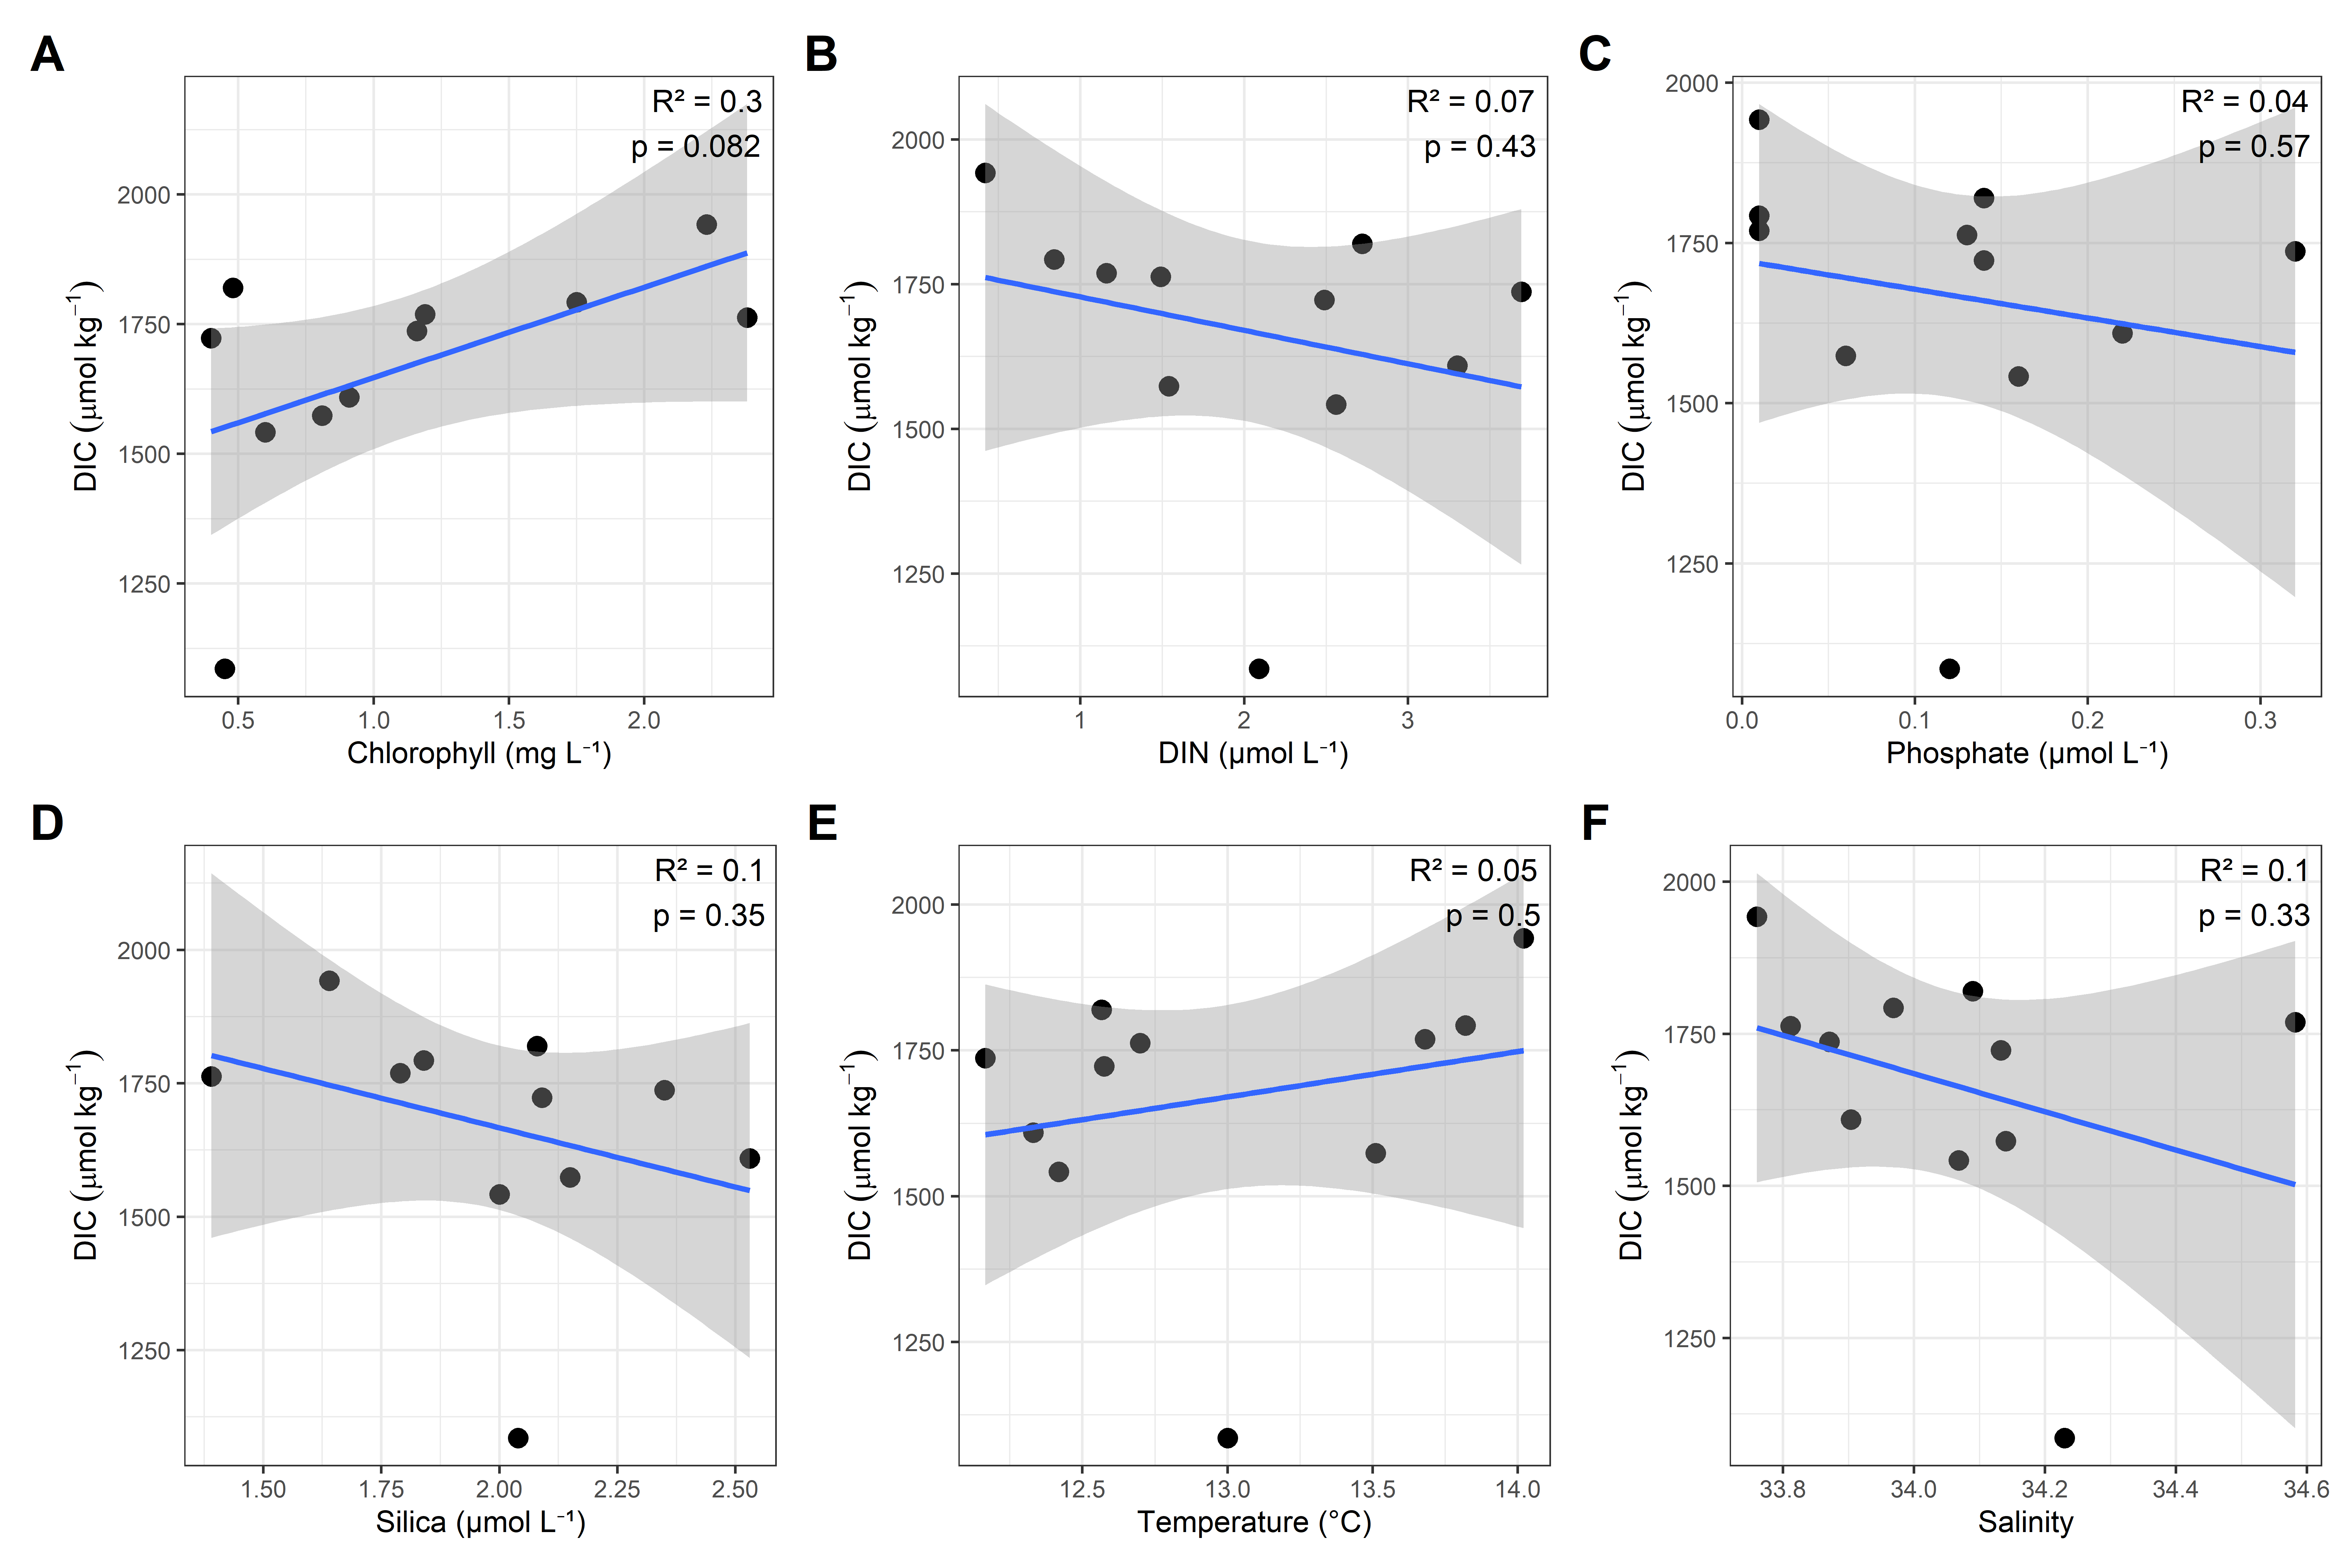 A
R² = 0.3
p = 0.082
2000
1750
1500
1250
DIC (μmol kg⁻¹)
0.5 1.0 1.5 2.0
Chlorophyll (mg L⁻¹)
B
R² = 0.07
p = 0.43
2000
1750
1500
1250
DIC (μmol kg⁻¹)
1 2 3
DIN (µmol L⁻¹)
C
R² = 0.04
p = 0.57
2000
1750
1500
1250
DIC (μmol kg⁻¹)
0.0 0.1 0.2 0.3
Phosphate (µmol L⁻¹)
D
R² = 0.1
p = 0.35
2000
1750
1500
1250
DIC (μmol kg⁻¹)
1.50 1.75 2.00 2.25 2.50
Silica (µmol L⁻¹)
E
R² = 0.05
p = 0.5
2000
1750
1500
1250
DIC (μmol kg⁻¹)
12.5 13.0 13.5 14.0
Temperature (°C)
F
R² = 0.1
p = 0.33
2000
1750
1500
1250
DIC (μmol kg⁻¹)
33.8 34.0 34.2 34.4 34.6
Salinity